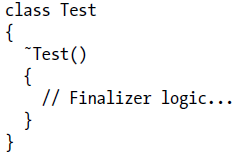 class Test
{
  ~Test()
  {
    // Finalizer logic...
  }
}